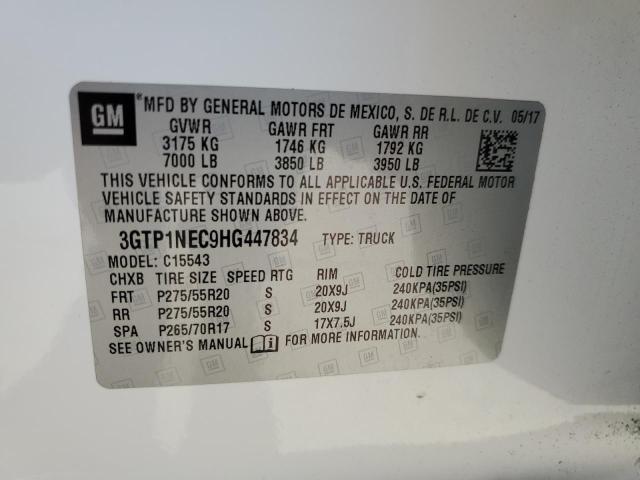 GM *MFD BY GENERAL MOTORS DE MEXICO, S. DE R.L. DE C.V. 05/17
GVWR GAWR FRT GAWR RR
3175 KG 1746 KG 1792 KG
7000 LB 3850 LB 3950 LB
THIS VEHICLE CONFORMS TO ALL APPLICABLE U.S. FEDERAL MOTOR
VEHICLE SAFETY STANDARDS IN EFFECT ON THE DATE OF
MANUFACTURE SHOWN ABOVE.
3GTP1NEC9HG447834 TYPE: TRUCK
MODEL: C15543
CHXB TIRE SIZE SPEED RTG RIM COLD TIRE PRESSURE
FRT P275/55R20 S 20X9J 240KPA(35PSI)
RR P275/55R20 S 20X9J 240KPA(35PSI)
SPA P265/70R17 S 17X7.5J 240KPA(35PSI)
SEE OWNER'S MANUAL FOR MORE INFORMATION.